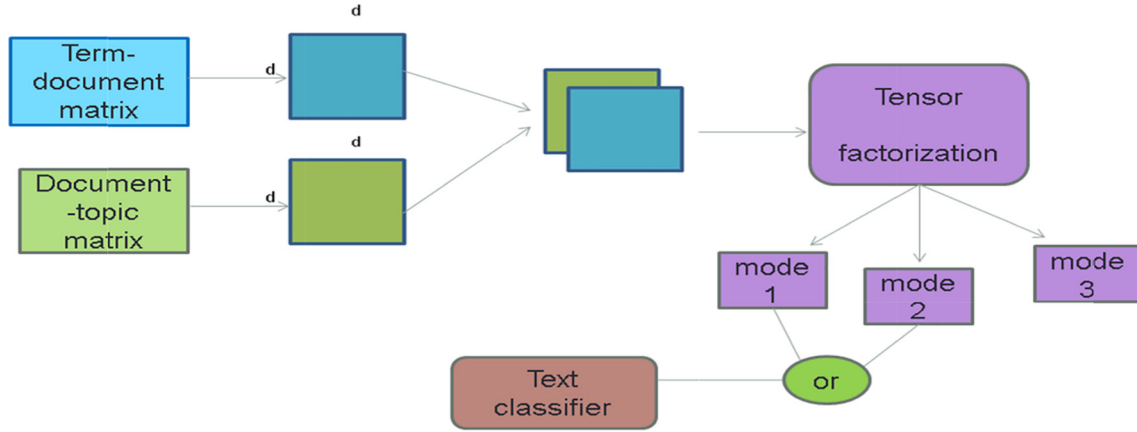 d
Term-
document
matrix
d
d
Document
-topic
matrix
d
Tensor
factorization
mode
1
mode
2
mode
3
or
Text
classifier